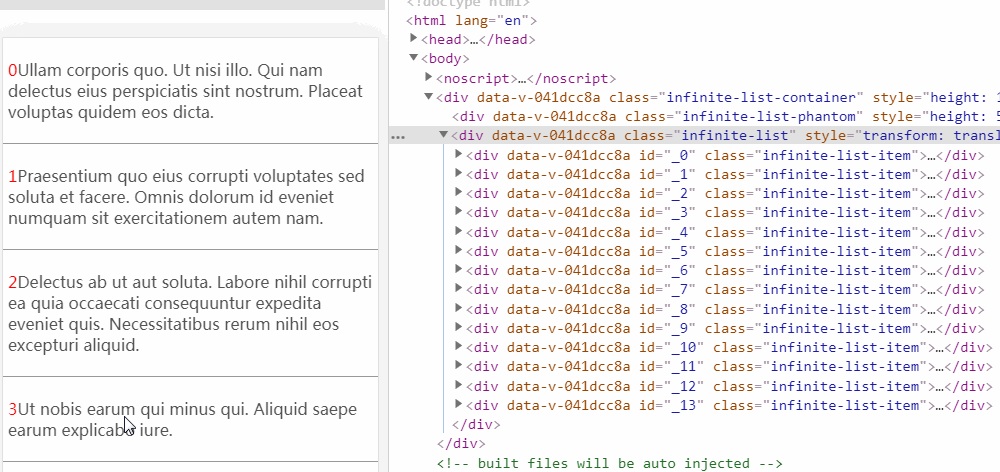 0Ullam corporis quo. Ut nisi illo. Qui nam
delectus eius perspiciatis sint nostrum. Placeat
voluptas quidem eos dicta.
1Praesentium quo eius corrupti voluptates sed
soluta et facere. Omnis dolorum id eveniet
numquam sit exercitationem autem nam.
2Delectus ab ut aut soluta. Labore nihil corrupti
ea quia occaecati consequuntur expedita
eveniet quis. Necessitatibus rerum nihil eos
excepturi aliquid.
3Ut nobis earum qui minus qui. Aliquid saepe
earum explicabo iure.
<!doctype html>
<html lang="en">
<head>…</head>
<body>
<noscript>…</noscript>
<div data-v-041dcc8a class="infinite-list-container" style="height: 1
<div data-v-041dcc8a class="infinite-list-phantom" style="height: 5
<div data-v-041dcc8a class="infinite-list" style="transform: transl
<div data-v-041dcc8a id="_0" class="infinite-list-item">…</div>
<div data-v-041dcc8a id="_1" class="infinite-list-item">…</div>
<div data-v-041dcc8a id="_2" class="infinite-list-item">…</div>
<div data-v-041dcc8a id="_3" class="infinite-list-item">…</div>
<div data-v-041dcc8a id="_4" class="infinite-list-item">…</div>
<div data-v-041dcc8a id="_5" class="infinite-list-item">…</div>
<div data-v-041dcc8a id="_6" class="infinite-list-item">…</div>
<div data-v-041dcc8a id="_7" class="infinite-list-item">…</div>
<div data-v-041dcc8a id="_8" class="infinite-list-item">…</div>
<div data-v-041dcc8a id="_9" class="infinite-list-item">…</div>
<div data-v-041dcc8a id="_10" class="infinite-list-item">…</div>
<div data-v-041dcc8a id="_11" class="infinite-list-item">…</div>
<div data-v-041dcc8a id="_12" class="infinite-list-item">…</div>
<div data-v-041dcc8a id="_13" class="infinite-list-item">…</div>
</div>
</div>
<!-- built files will be auto injected -->